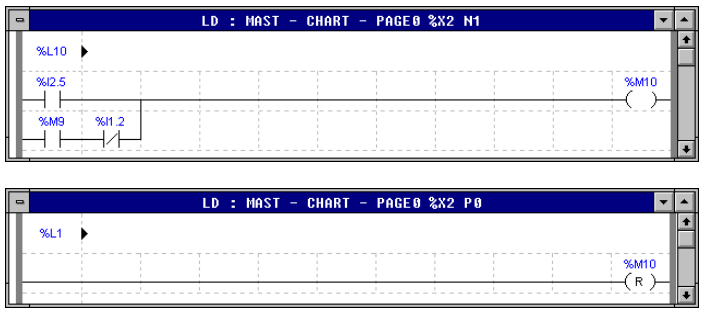 LD : MAST - CHART - PAGE0 %X2 N1
%L10
%I2.5 %M10
%M9 %I1.2
LD : MAST - CHART - PAGE0 %X2 P0
%L1
%M10
R